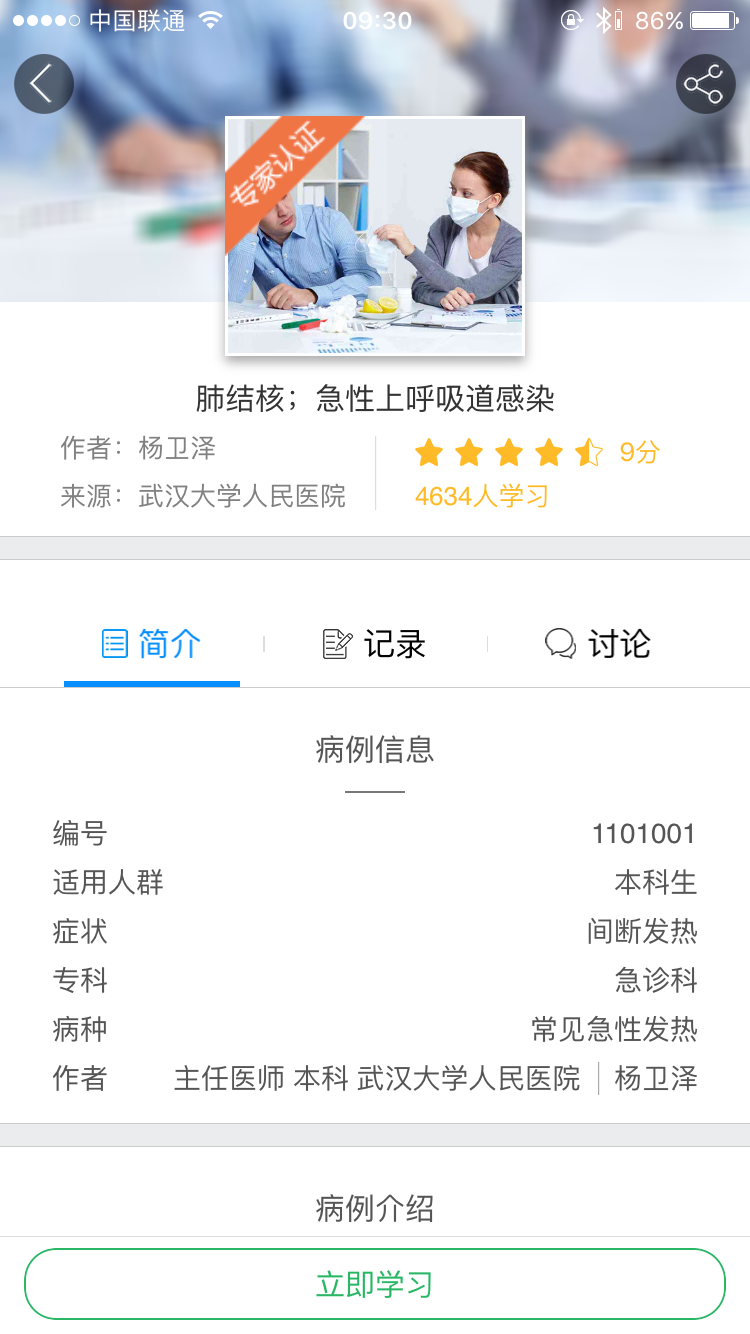 中国联通 09:30 86%
专家认证
肺结核；急性上呼吸道感染
作者：杨卫泽
9分
来源：武汉大学人民医院
4634人学习
简介 记录 讨论
病例信息
编号 1101001
适用人群 本科生
症状 间断发热
专科 急诊科
病种 常见急性发热
作者 主任医师 本科 武汉大学人民医院 杨卫泽
病例介绍
立即学习